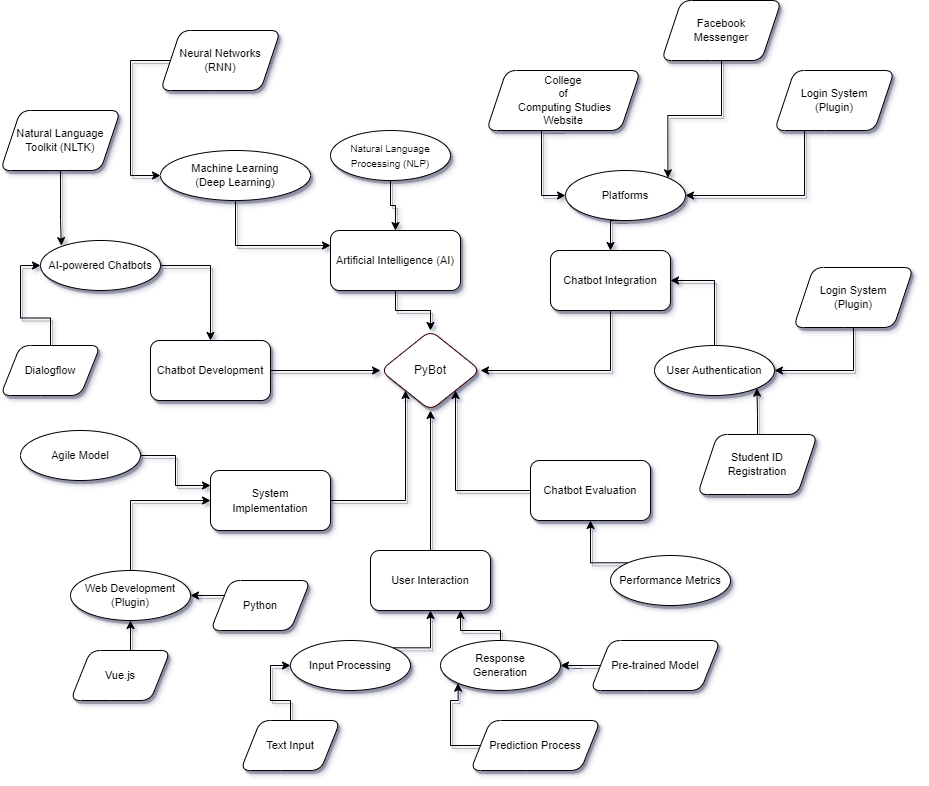 Facebook
Messenger
Neural Networks
(RNN)
College
of
Computing Studies
Website
Login System
(Plugin)
Natural Language
Toolkit (NLTK)
Machine Learning
(Deep Learning)
Natural Language
Processing (NLP)
Platforms
AI-powered Chatbots
Artificial Intelligence (AI)
Chatbot Integration
Login System
(Plugin)
Dialogflow
Chatbot Development
PyBot
User Authentication
Agile Model
System
Implementation
Chatbot Evaluation
Student ID
Registration
Web Development
(Plugin)
Python
User Interaction
Performance Metrics
Vue.js
Input Processing
Response
Generation
Pre-trained Model
Text Input
Prediction Process